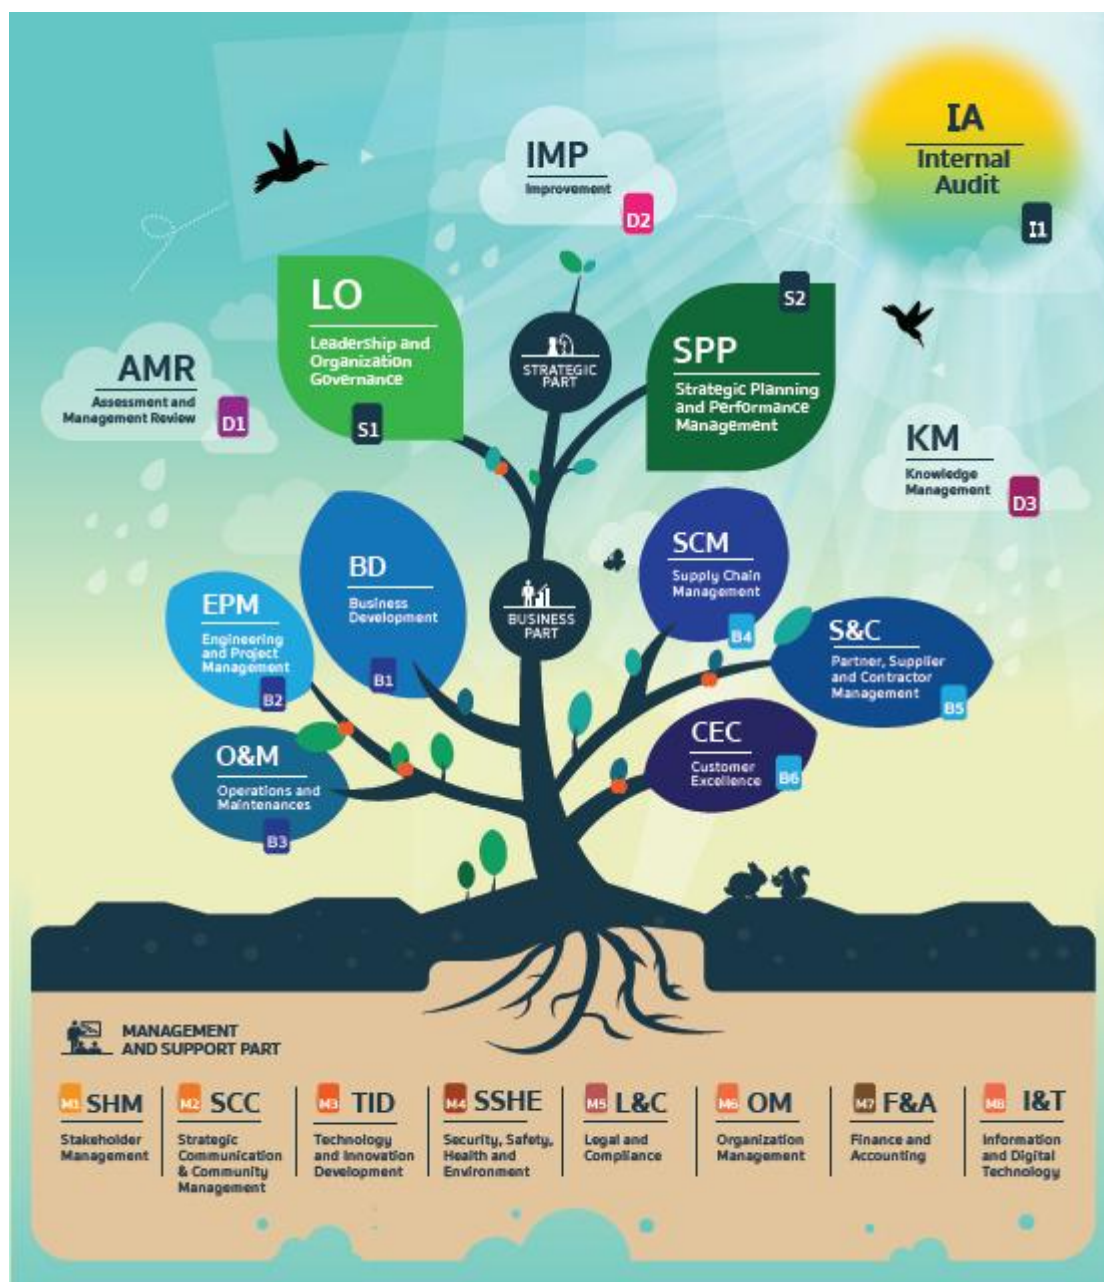 IMP
Improvement
D2
IA
Internal
Audit
I1
LO
Leadership and
Organization
Governance
S1
STRATEGIC
PART
S2
SPP
Strategic Planning
and Performance
Management
AMR
Assessment and
Management Review
D1
KM
Knowledge
Management
D3
BD
Business
Development
B1
BUSINESS
PART
SCM
Supply Chain
Management
B4
EPM
Engineering
and Project
Management
B2
S&C
Partner, Supplier
and Contractor
Management
B5
O&M
Operations and
Maintenances
B3
CEC
Customer
Excellence
B6
MANAGEMENT
AND SUPPORT PART
M1 SHM
Stakeholder
Management
M2 SCC
Strategic
Communication
& Community
Management
M3 TID
Technology
and Innovation
Development
M4 SSHE
Security, Safety,
Health and
Environment
M5 L&C
Legal and
Compliance
M6 OM
Organization
Management
M7 F&A
Finance and
Accounting
M8 I&T
Information
and Digital
Technology